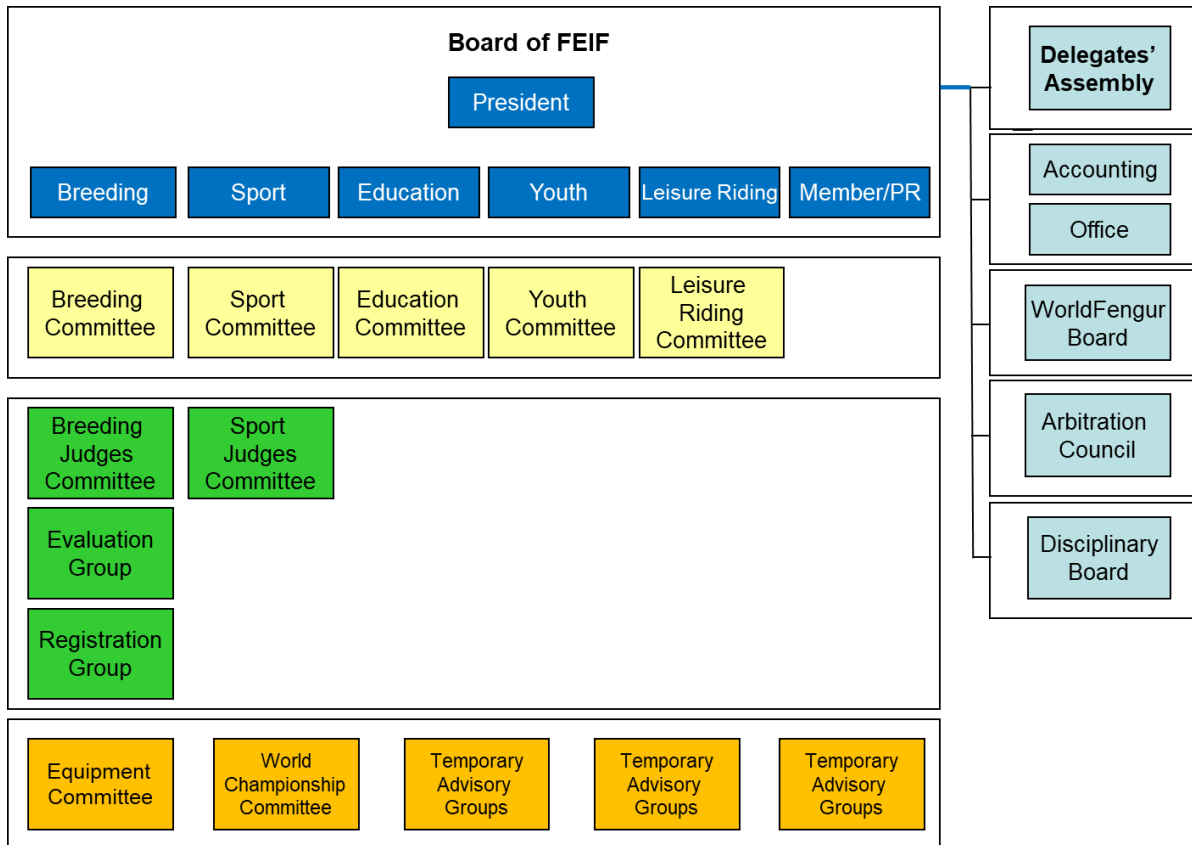 Board of FEIF
President
Breeding
Sport
Education
Youth
Leisure Riding
Member/PR
Breeding
Committee
Sport
Committee
Education
Committee
Youth
Committee
Leisure
Riding
Committee
Breeding
Judges
Committee
Sport
Judges
Committee
Evaluation
Group
Registration
Group
Equipment
Committee
World
Championship
Committee
Temporary
Advisory
Groups
Temporary
Advisory
Groups
Temporary
Advisory
Groups
Delegates'
Assembly
Accounting
Office
WorldFengur
Board
Arbitration
Council
Disciplinary
Board